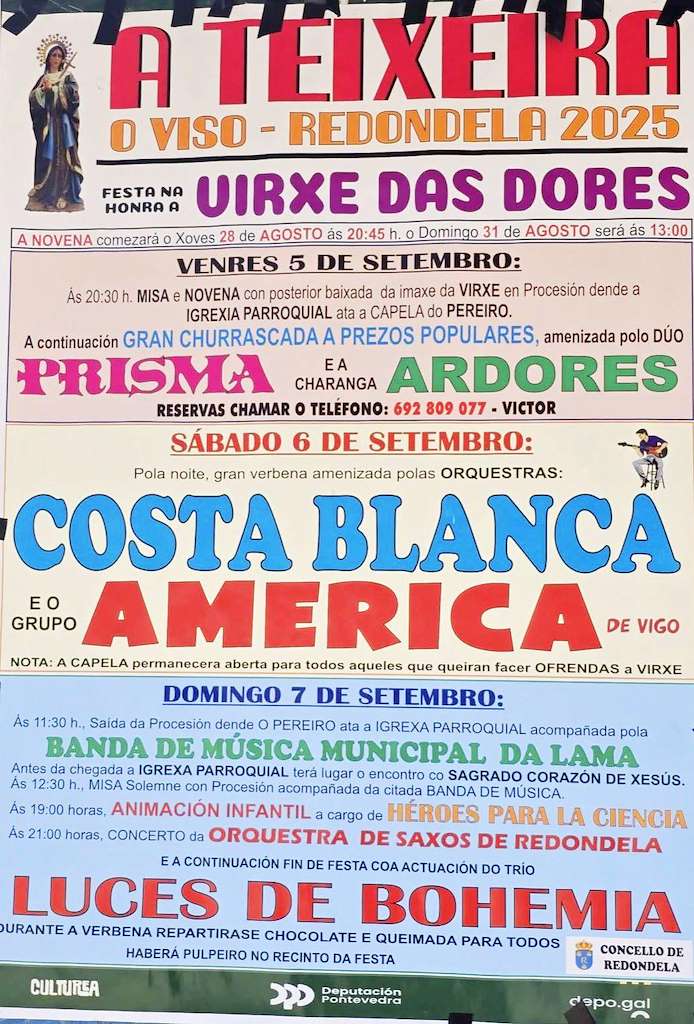 A TEIXEIRA
O VISO - REDONDELA 2025
FESTA NA HONRA A VIRXE DAS DORES
A NOVENA comezará o Xoves 28 de AGOSTO ás 20:45 h. o Domingo 31 de AGOSTO será ás 13:00
VENRES 5 DE SETEMBRO:
Ás 20:30 h. MISA e NOVENA con posterior baixada da imaxe da VIRXE en Procesión dende a
IGREXIA PARROQUIAL ata a CAPELA do PEREIRO.
A continuación GRAN CHURRASCADA A PREZOS POPULARES, amenizada polo DÚO
PRISMA E A CHARANGA ARDORES
RESERVAS CHAMAR O TELÉFONO: 692 809 077 - VICTOR
SÁBADO 6 DE SETEMBRO:
Pola noite, gran verbena amenizada polas ORQUESTRAS:
COSTA BLANCA
E O GRUPO AMERICA DE VIGO
NOTA: A CAPELA permanecera aberta para todos aqueles que queiran facer OFRENDAS a VIRXE
DOMINGO 7 DE SETEMBRO:
Ás 11:30 h., Saída da Procesión dende O PEREIRO ata a IGREXA PARROQUIAL acompañada pola
BANDA DE MÚSICA MUNICIPAL DA LAMA
Antes da chegada a IGREXA PARROQUIAL terá lugar o encontro co SAGRADO CORAZÓN DE XESÚS.
Ás 12:30 h., MISA Solemne con Procesión acompañada da citada BANDA DE MÚSICA.
Ás 19:00 horas, ANIMACIÓN INFANTIL a cargo de HÉROES PARA LA CIENCIA
Ás 21:00 horas, CONCERTO da ORQUESTRA DE SAXOS DE REDONDELA
E A CONTINUACIÓN FIN DE FESTA COA ACTUACIÓN DO TRÍO
LUCES DE BOHEMIA
DURANTE A VERBENA REPARTIRASE CHOCOLATE E QUEIMADA PARA TODOS
HABERÁ PULPEIRO NO RECINTO DA FESTA
CONCELLO DE
REDONDELA
CULTUREA
Deputación
Pontevedra
depo.gal